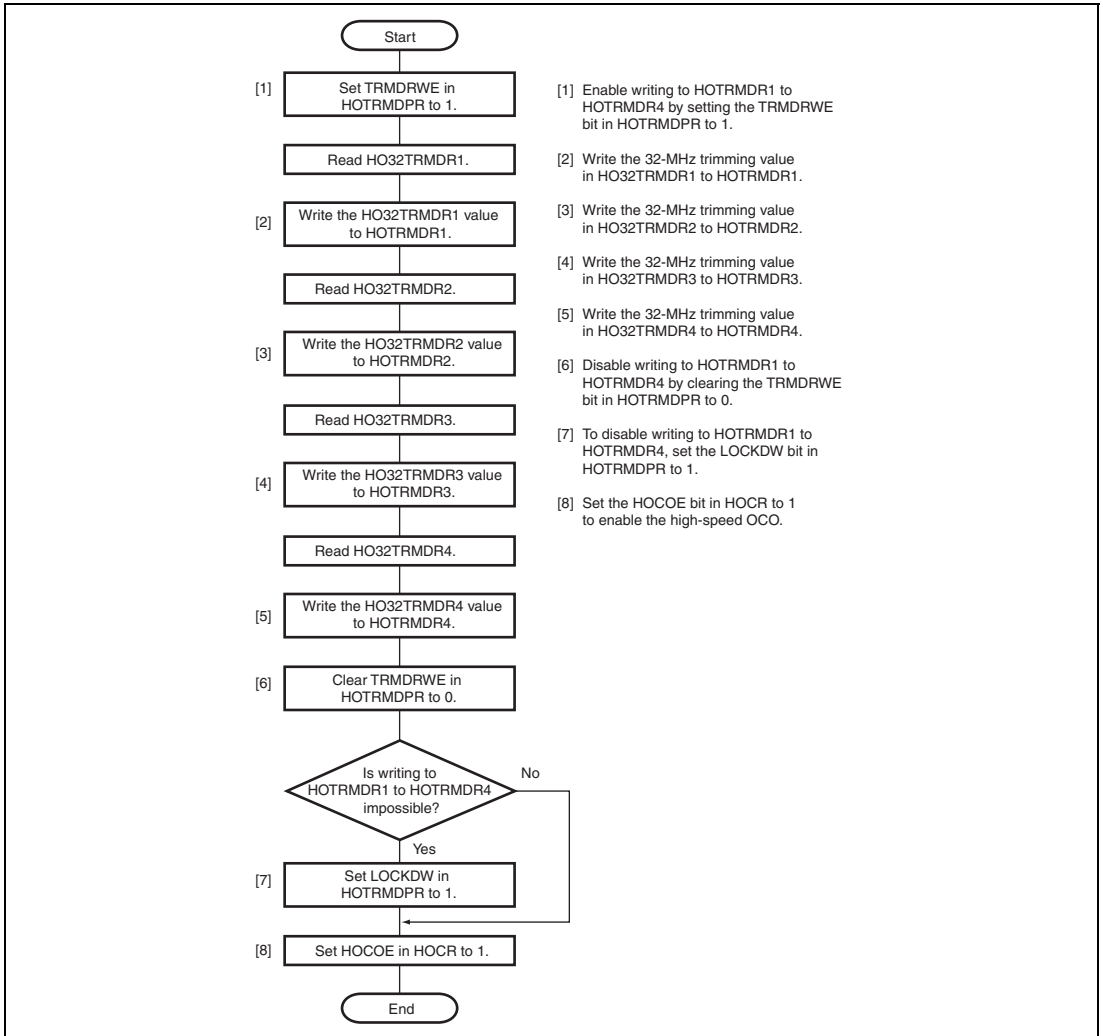 Start
[1]
Set TRMDRWE in
HOTRMDPR to 1.
Read HO32TRMDR1.
[2]
Write the HO32TRMDR1 value
to HOTRMDR1.
Read HO32TRMDR2.
[3]
Write the HO32TRMDR2 value
to HOTRMDR2.
Read HO32TRMDR3.
[4]
Write the HO32TRMDR3 value
to HOTRMDR3.
Read HO32TRMDR4.
[5]
Write the HO32TRMDR4 value
to HOTRMDR4.
[6]
Clear TRMDRWE in
HOTRMDPR to 0.
Is writing to
HOTRMDR1 to HOTRMDR4
impossible?
No
Yes
[7]
Set LOCKDW in
HOTRMDPR to 1.
[8]
Set HOCOE in HOCR to 1.
End
[1] Enable writing to HOTRMDR1 to
HOTRMDR4 by setting the TRMDRWE
bit in HOTRMDPR to 1.
[2] Write the 32-MHz trimming value
in HO32TRMDR1 to HOTRMDR1.
[3] Write the 32-MHz trimming value
in HO32TRMDR2 to HOTRMDR2.
[4] Write the 32-MHz trimming value
in HO32TRMDR3 to HOTRMDR3.
[5] Write the 32-MHz trimming value
in HO32TRMDR4 to HOTRMDR4.
[6] Disable writing to HOTRMDR1 to
HOTRMDR4 by clearing the TRMDRWE
bit in HOTRMDPR to 0.
[7] To disable writing to HOTRMDR1 to
HOTRMDR4, set the LOCKDW bit in
HOTRMDPR to 1.
[8] Set the HOCOE bit in HOCR to 1
to enable the high-speed OCO.